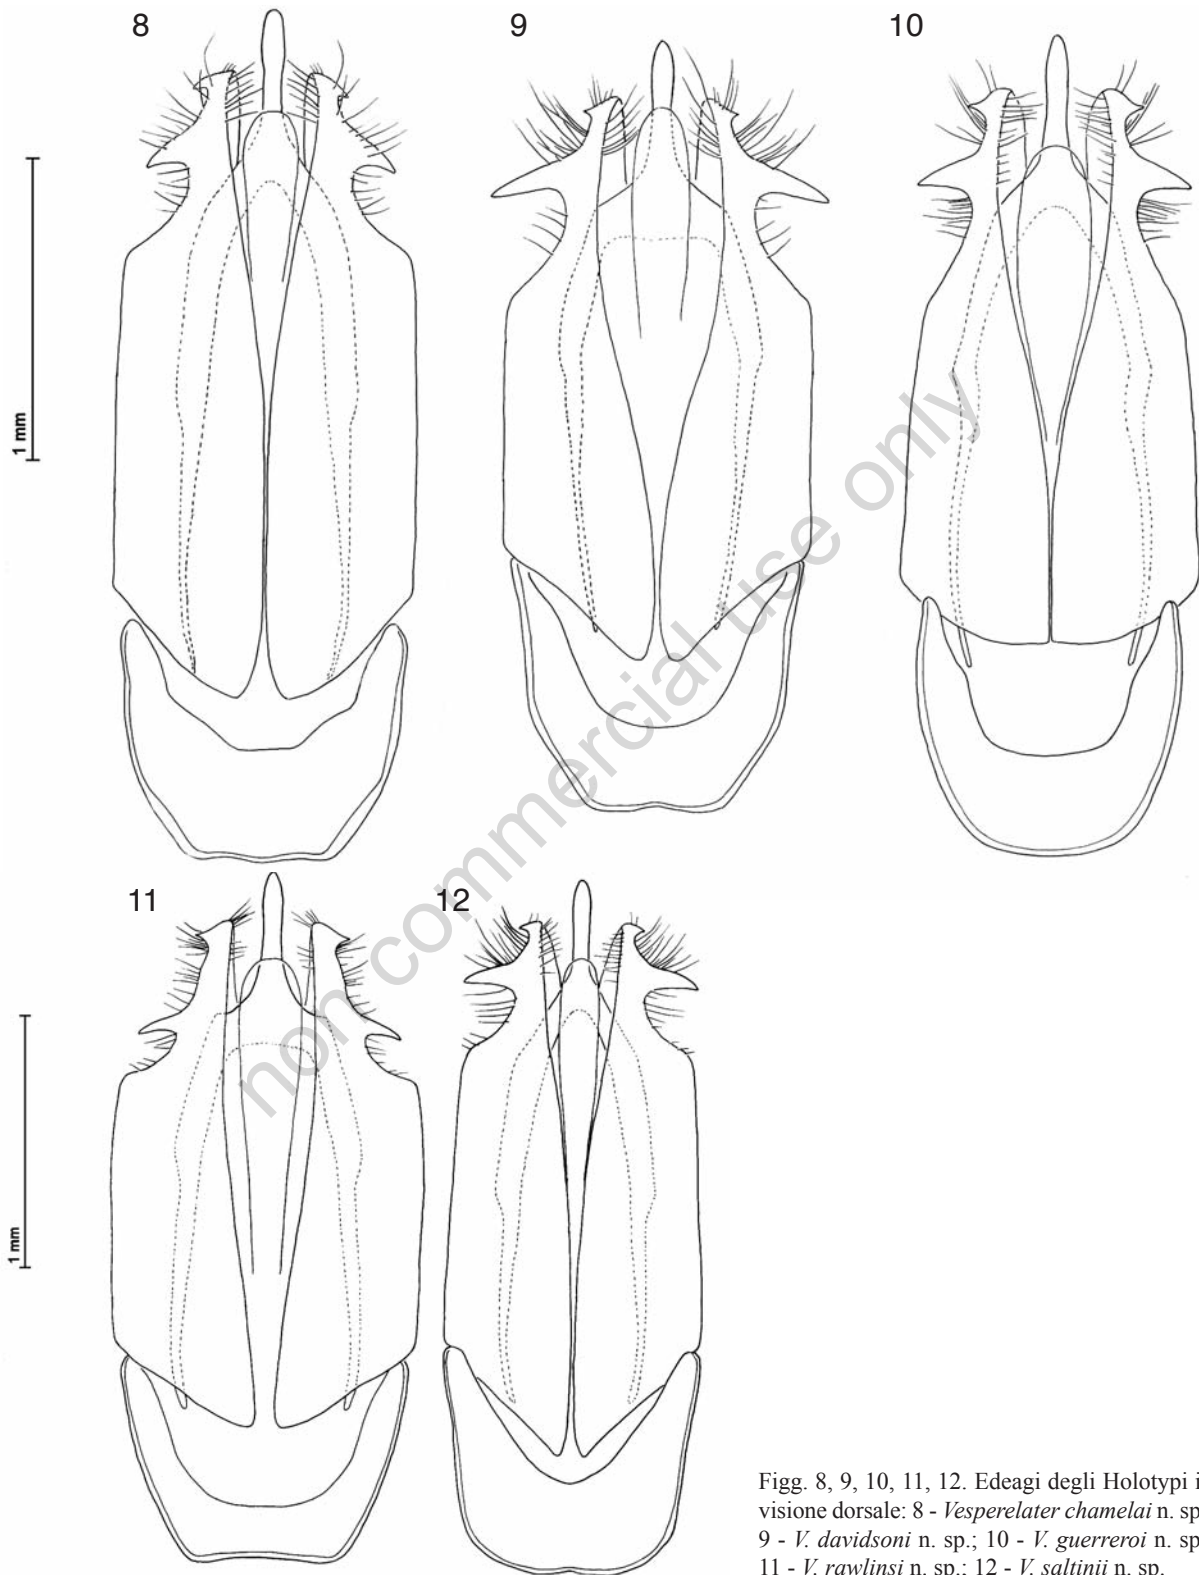 8
9
10
1 mm
11
12
1 mm
non commercial use only
Figg. 8, 9, 10, 11, 12. Edeagi degli Holotypi i
visione dorsale: 8 - Vesperelater chamelai n. sp
9 - V. davidsoni n. sp.; 10 - V. guerreroi n. sp
11 - V. rawlinsi n. sp.; 12 - V. saltinii n. sp.